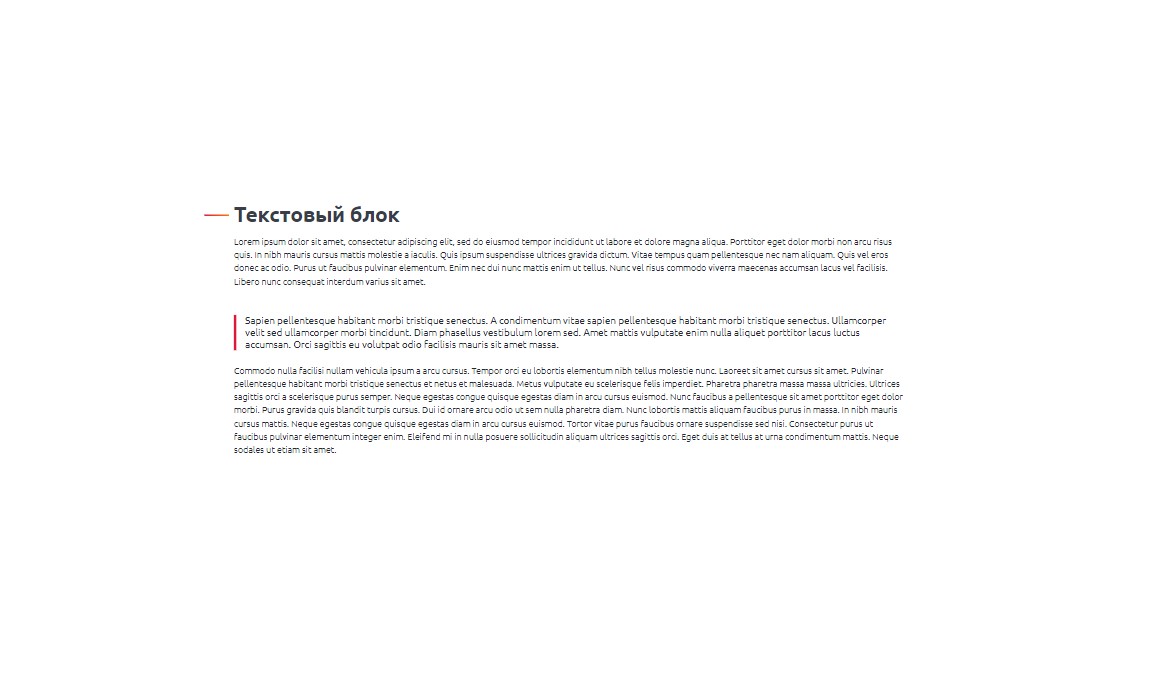 Текстовый блок
Lorem ipsum dolor sit amet, consectetur adipiscing elit, sed do eiusmod tempor incididunt ut labore et dolore magna aliqua. Porttitor eget dolor morbi non arcu risus
quis. In nibh mauris cursus mattis molestie a iaculis. Quis ipsum suspendisse ultrices gravida dictum. Vitae tempus quam pellentesque nec nam aliquam. Quis vel eros
donec ac odio. Purus ut faucibus pulvinar elementum. Enim nec dui nunc mattis enim ut tellus. Nunc vel risus commodo viverra maecenas accumsan lacus vel facilisis.
Libero nunc consequat interdum varius sit amet.
Sapien pellentesque habitant morbi tristique senectus. A condimentum vitae sapien pellentesque habitant morbi tristique senectus. Ullamcorper
velit sed ullamcorper morbi tincidunt. Diam phasellus vestibulum lorem sed. Amet mattis vulputate enim nulla aliquet porttitor lacus luctus
accumsan. Orci sagittis eu volutpat odio facilisis mauris sit amet massa.
Commodo nulla facilisi nullam vehicula ipsum a arcu cursus. Tempor orci eu lobortis elementum nibh tellus molestie nunc. Laoreet sit amet cursus sit amet. Pulvinar
pellentesque habitant morbi tristique senectus et netus et malesuada. Metus vulputate eu scelerisque felis imperdiet. Pharetra pharetra massa massa ultricies. Ultrices
sagittis orci a scelerisque purus semper. Neque egestas congue quisque egestas diam in arcu cursus euismod. Nunc faucibus a pellentesque sit amet porttitor eget dolor
morbi. Purus gravida quis blandit turpis cursus. Dui id ornare arcu odio ut sem nulla pharetra diam. Nunc lobortis mattis aliquam faucibus purus in massa. In nibh mauris
cursus mattis. Neque egestas congue quisque egestas diam in arcu cursus euismod. Tortor vitae purus faucibus ornare suspendisse sed nisi. Consectetur purus ut
faucibus pulvinar elementum integer enim. Eleifend mi in nulla posuere sollicitudin aliquam ultrices sagittis orci. Eget duis at tellus at urna condimentum mattis. Neque
sodales ut etiam sit amet.